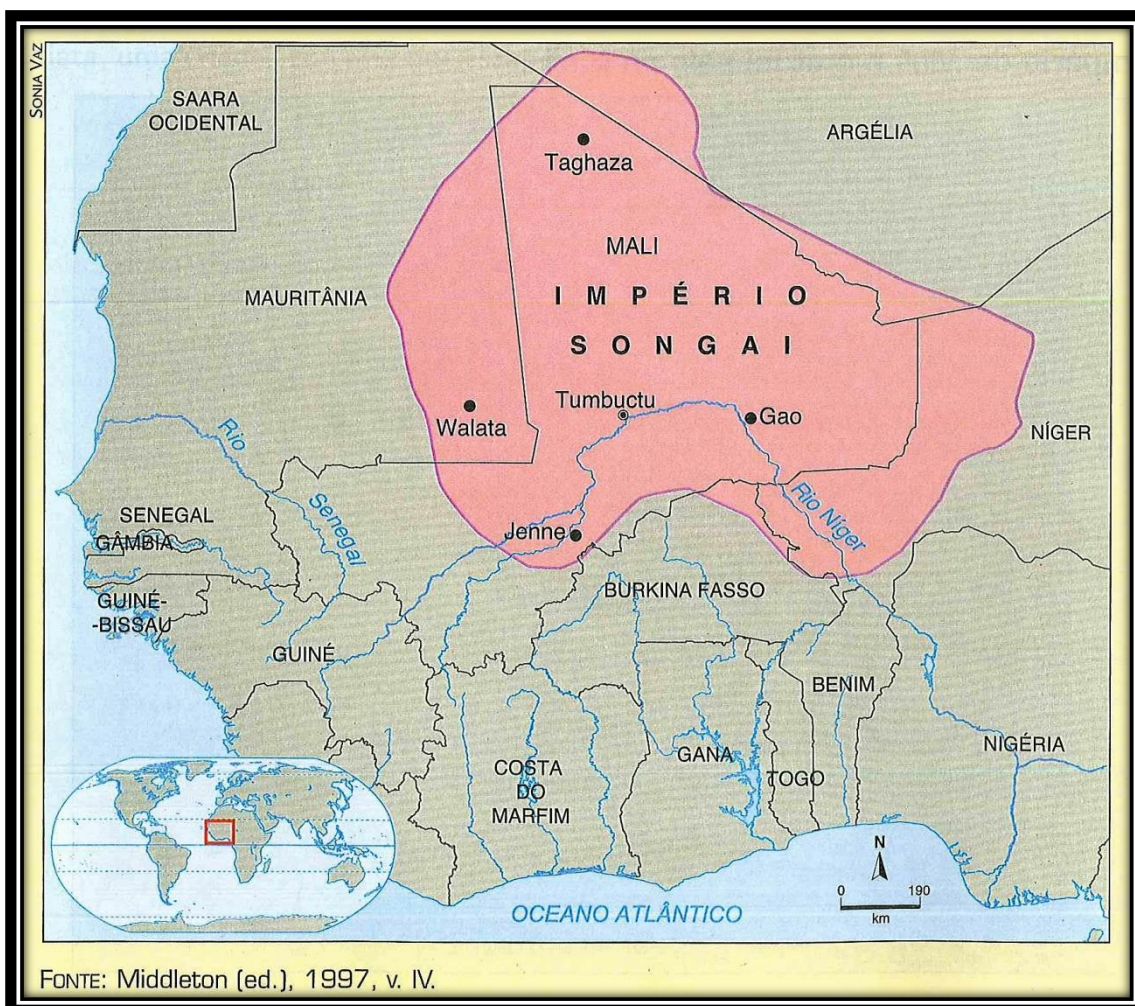 SONIA VAZ
SAARA
OCIDENTAL
ARGÉLIA
Taghaza
MALI
MAURITÂNIA
IMPÉRIO
SONGAI
Tumbuctu
Walata
Gao
NÍGER
Rio
Senegal
Rio Níger
SENEGAL
GÂMBIA
Jenne
GUINÉ-
-BISSAU
BURKINA FASSO
GUINÉ
BENIM
NIGÉRIA
GANA
COSTA
DO
MARFIM
TOGO
N
0 190
km
OCEANO ATLÂNTICO
FONTE: Middleton (ed.), 1997, v. IV.